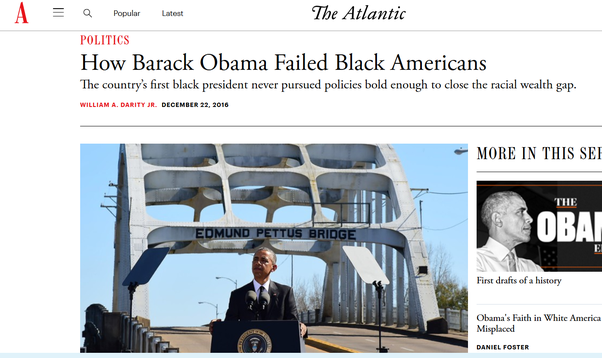 A
Popular
Latest
The Atlantic
POLITICS
How Barack Obama Failed Black Americans
The country's first black president never pursued policies bold enough to close the racial wealth gap.
WILLIAM A. DARITY JR. DECEMBER 22, 2016
MORE IN THIS SER
EDMUND PETTUS BRIDGE
THE
OBAM
First drafts of a history
Obama's Faith in White America
Misplaced
DANIEL FOSTER